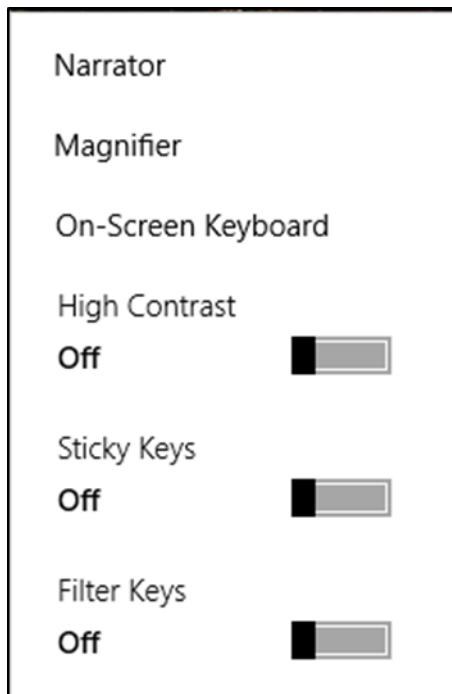 Narrator
Magnifier
On-Screen Keyboard
High Contrast
Off
Sticky Keys
Off
Filter Keys
Off